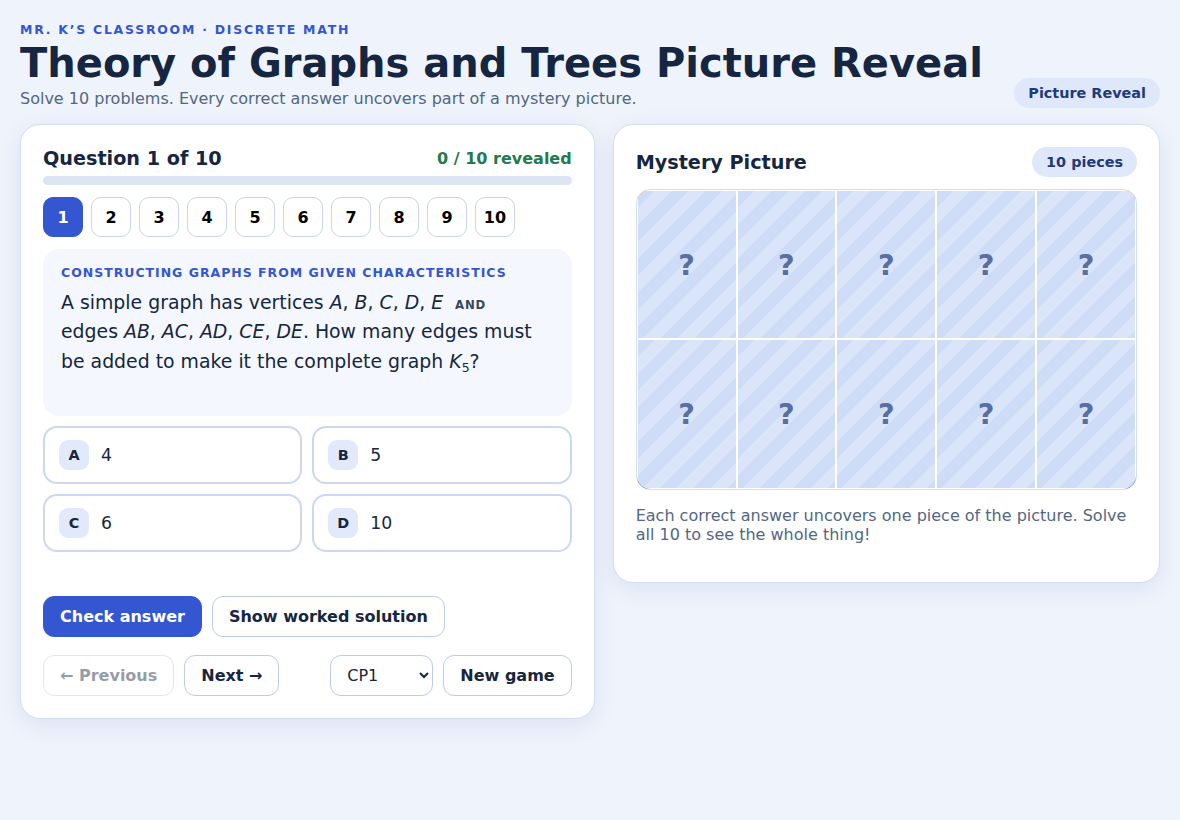 MR. K’S CLASSROOM · DISCRETE MATH
Theory of Graphs and Trees Picture Reveal
Solve 10 problems. Every correct answer uncovers part of a mystery picture.
Picture Reveal
Question 1 of 10
0 / 10 revealed
1 2 3 4 5 6 7 8 9 10
CONSTRUCTING GRAPHS FROM GIVEN CHARACTERISTICS
A simple graph has vertices A, B, C, D, E AND
edges AB, AC, AD, CE, DE. How many edges must
be added to make it the complete graph K₅?
A 4
B 5
C 6
D 10
Check answer
Show worked solution
← Previous
Next →
CP1
New game
Mystery Picture
10 pieces
? ? ? ? ?
? ? ? ? ?
Each correct answer uncovers one piece of the picture. Solve
all 10 to see the whole thing!